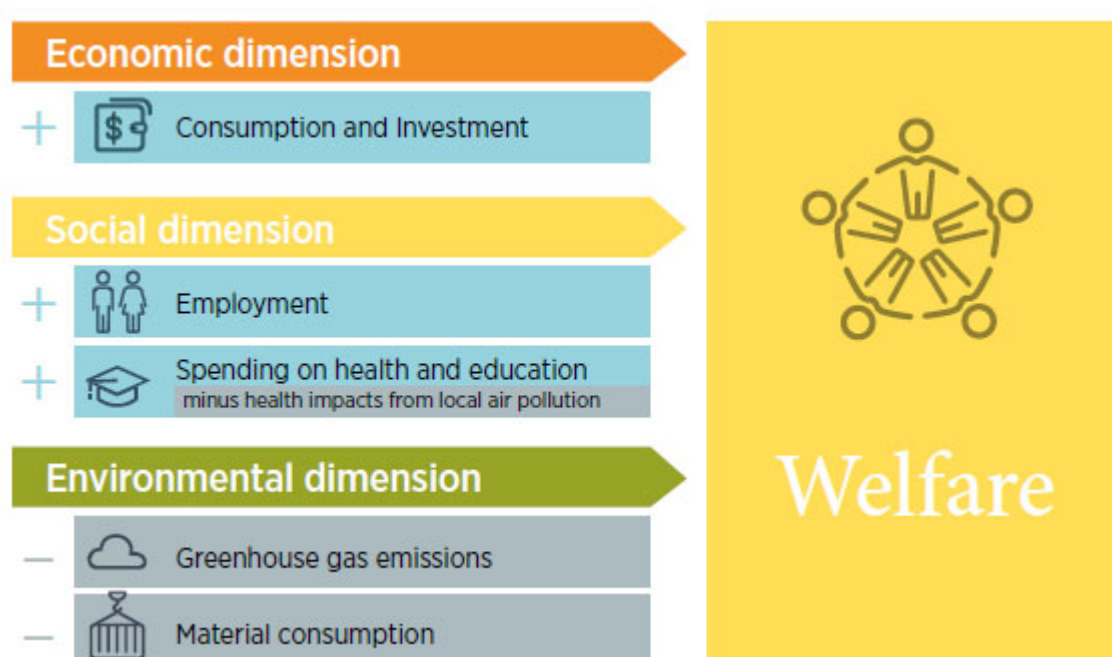 Economic dimension
+ $ Consumption and Investment
Social dimension
+ Employment
+ Spending on health and education
minus health impacts from local air pollution
Environmental dimension
– Greenhouse gas emissions
– Material consumption
Welfare